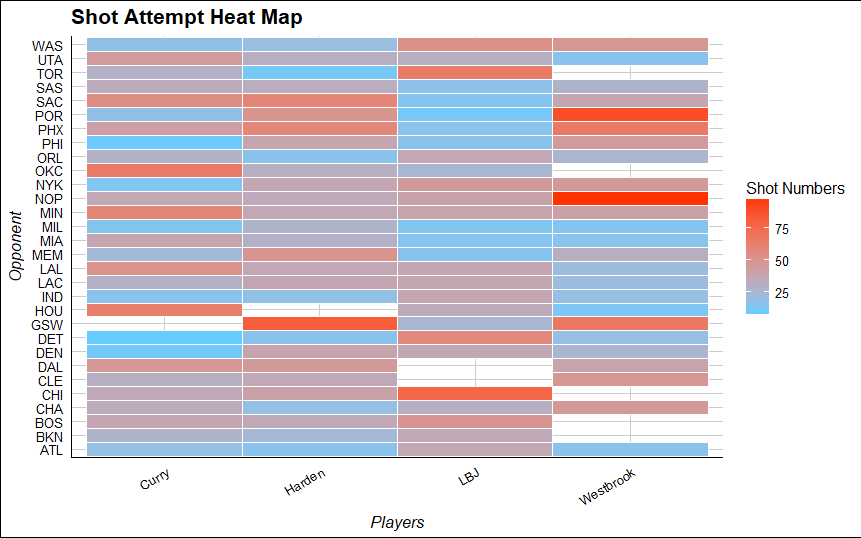 Shot Attempt Heat Map
WAS
UTA
TOR
SAS
SAC
POR
PHX
PHI
ORL
OKC
NYK
NOP
MIN
MIL
MIA
MEM
LAL
LAC
IND
HOU
GSW
DET
DEN
DAL
CLE
CHI
CHA
BOS
BKN
ATL
Opponent
Curry
Harden
LBJ
Westbrook
Players
Shot Numbers
75
50
25